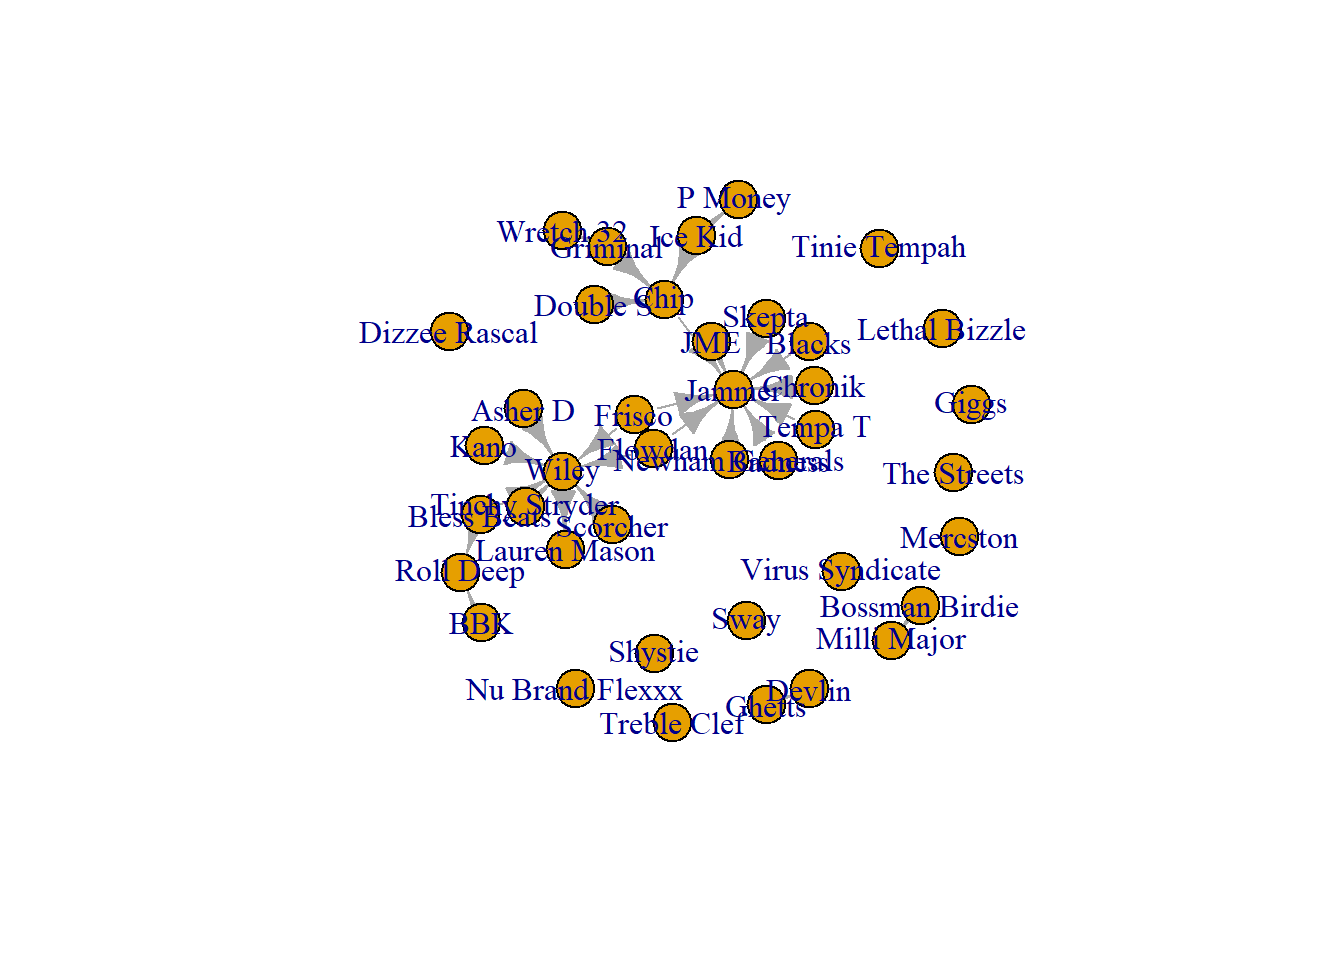 P Money
Wretch 32
Ice Kid
Griminal
Tinie Tempah
Chip
Double S
Skepta
Lethal Bizzle
Dizzee Rascal
JME
Blacks
Jammer
Chronik
Giggs
Asher D
Frisco
Tempa T
Kano
Flowdan
Newham Generals
Badness
Wiley
The Streets
Tinchy Stryder
Bless Beats
Scorcher
Mercston
Lauren Mason
Roll Deep
Virus Syndicate
Bossman Birdie
Sway
BBK
Milli Major
Shystie
Nu Brand Flexxx
Devlin
Ghetts
Treble Clef